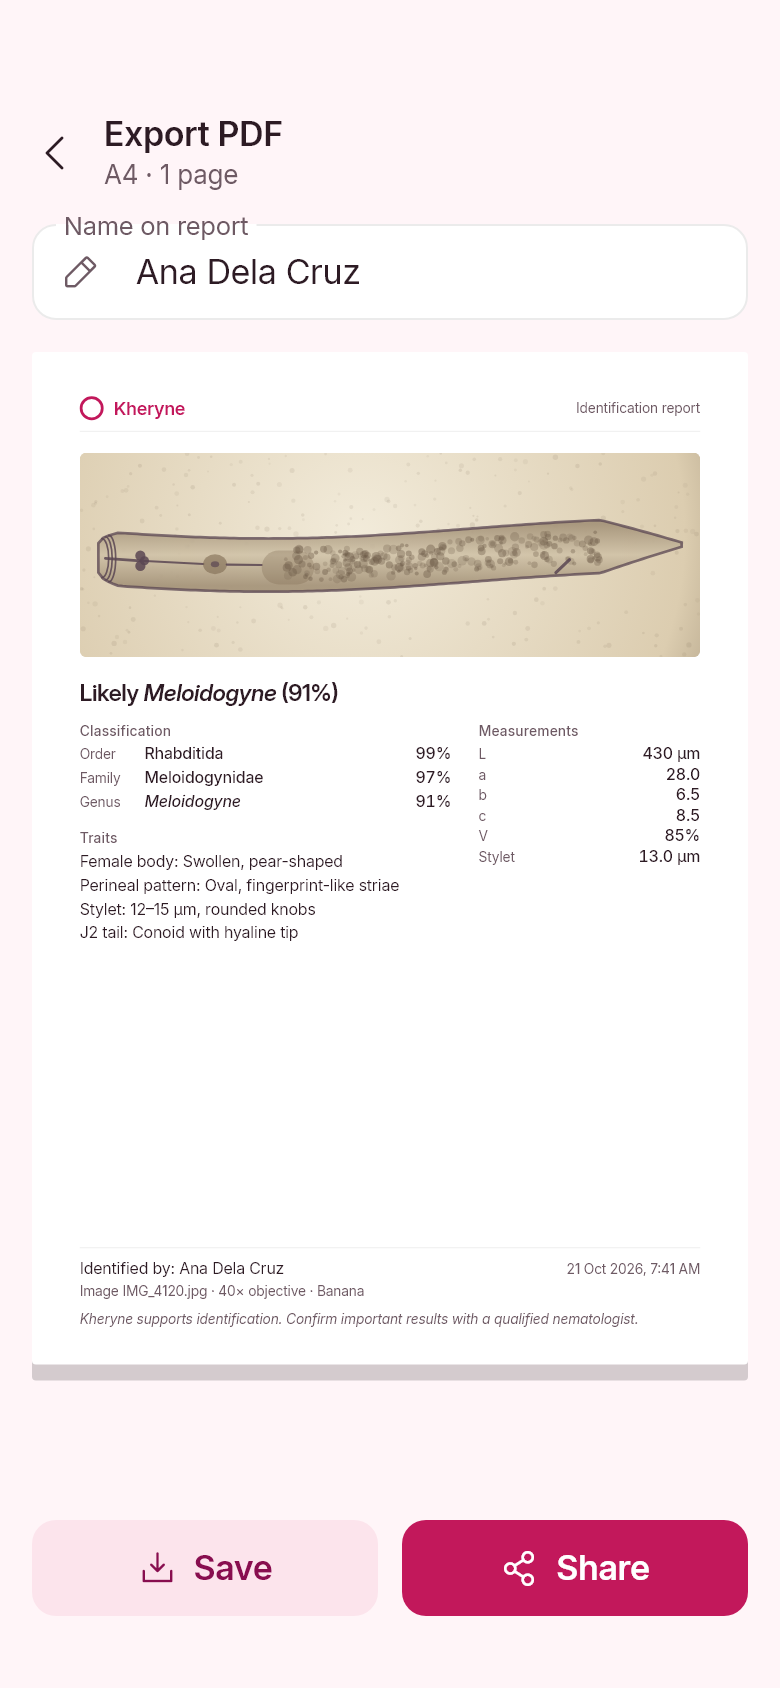 Export PDF
A4 · 1 page
Name on report
Ana Dela Cruz
Kheryne
Identification report
Likely Meloidogyne (91%)
Classification
Order Rhabditida 99%
Family Meloidogynidae 97%
Genus Meloidogyne 91%
Traits
Female body: Swollen, pear-shaped
Perineal pattern: Oval, fingerprint-like striae
Stylet: 12–15 µm, rounded knobs
J2 tail: Conoid with hyaline tip
Measurements
L 430 µm
a 28.0
b 6.5
c 8.5
V 85%
Stylet 13.0 µm
Identified by: Ana Dela Cruz
21 Oct 2026, 7:41 AM
Image IMG_4120.jpg · 40× objective · Banana
Kheryne supports identification. Confirm important results with a qualified nematologist.
Save
Share